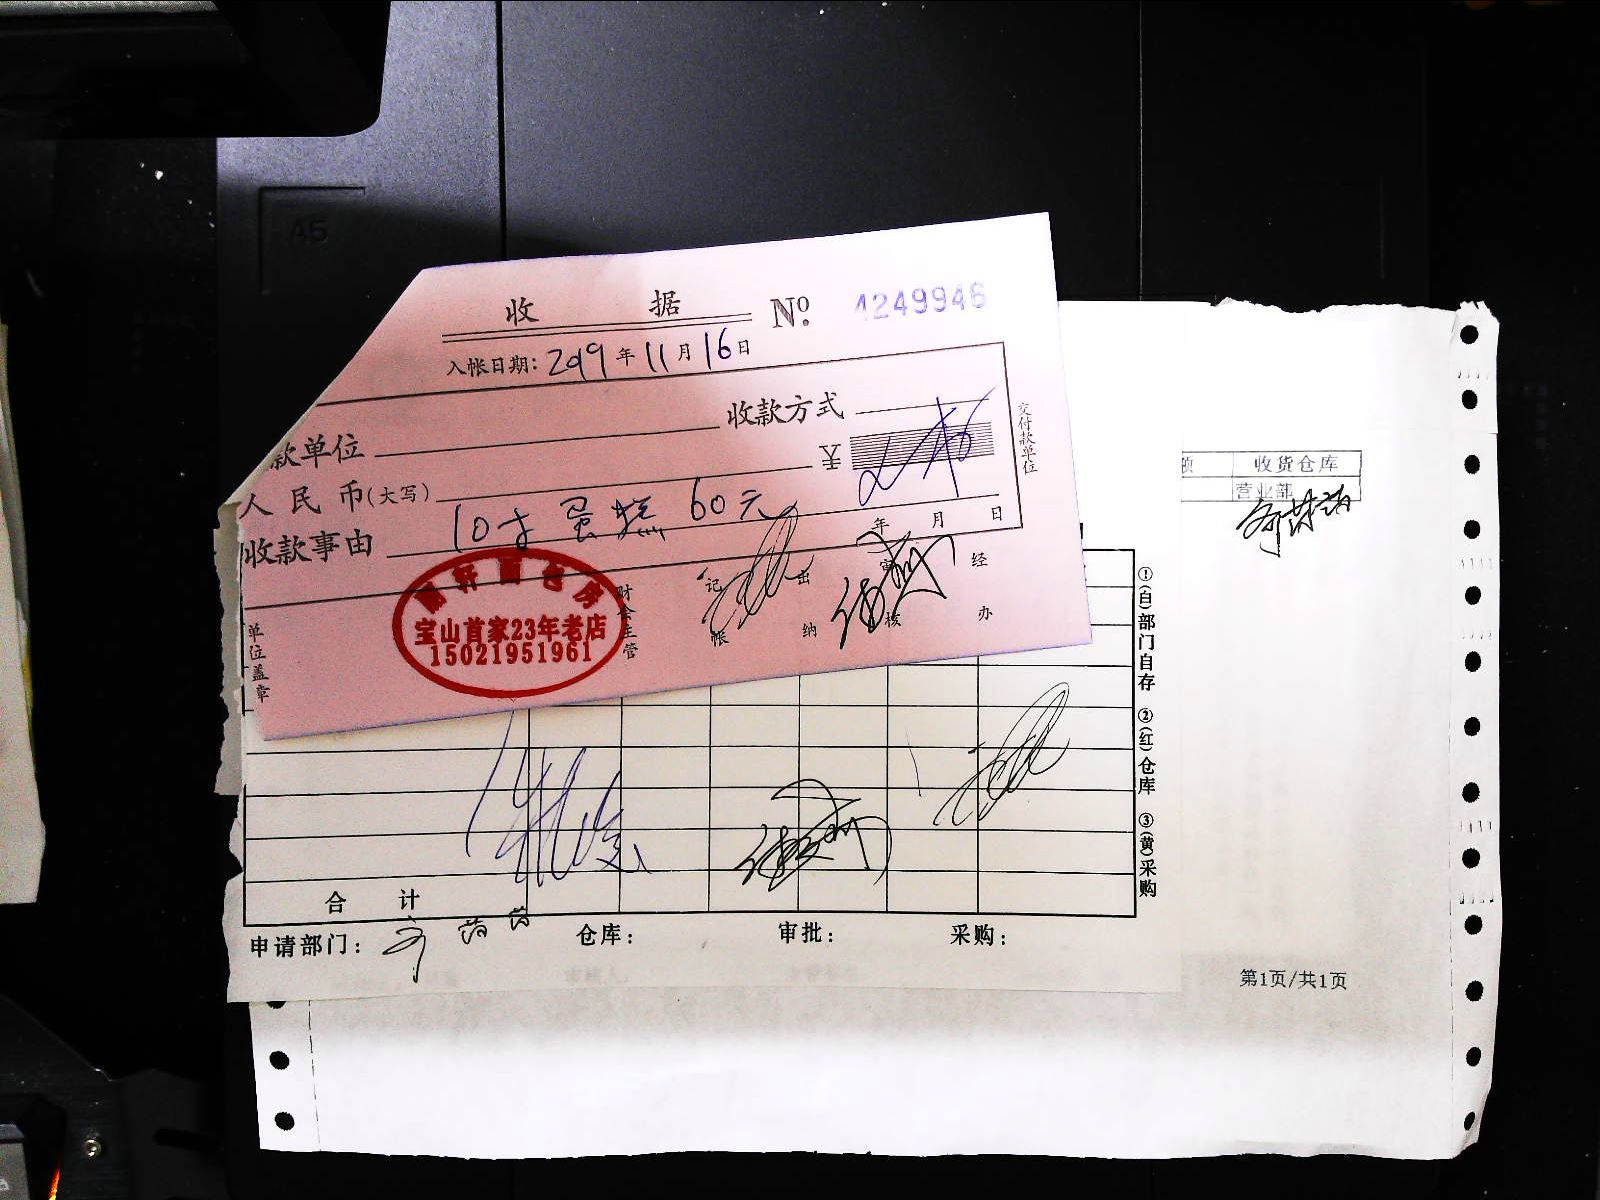 A5
收 据 Nº 4249946
入帐日期: 2019 年 11 月 16 日
款单位 收款方式
人民币(大写) ¥
收款事由 10寸蛋糕 60元
年 月 日
交付款单位
轩面包房
宝山首家23年老店
15021951961
单位盖章 财会主管 记帐 出纳 审核 经办
收货仓库
营业部
①(白)部门自存 ②(红)仓库 ③(黄)采购
合 计
申请部门: 仓库: 审批: 采购:
第1页/共1页